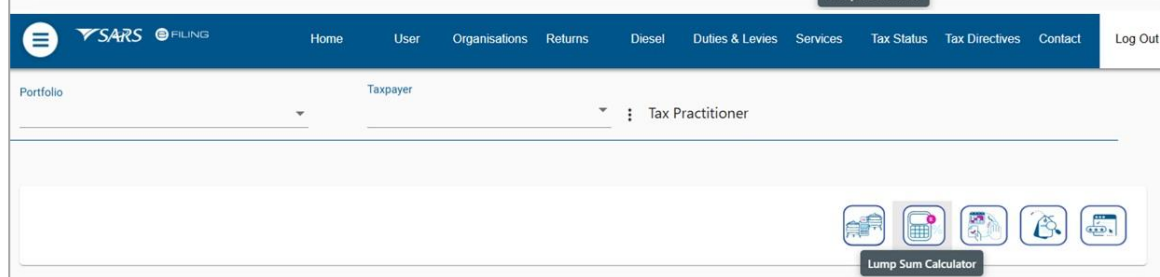 SARS eFILING
Home User Organisations Returns Diesel Duties & Levies Services Tax Status Tax Directives Contact Log Out
Portfolio Taxpayer
Tax Practitioner
Lump Sum Calculator